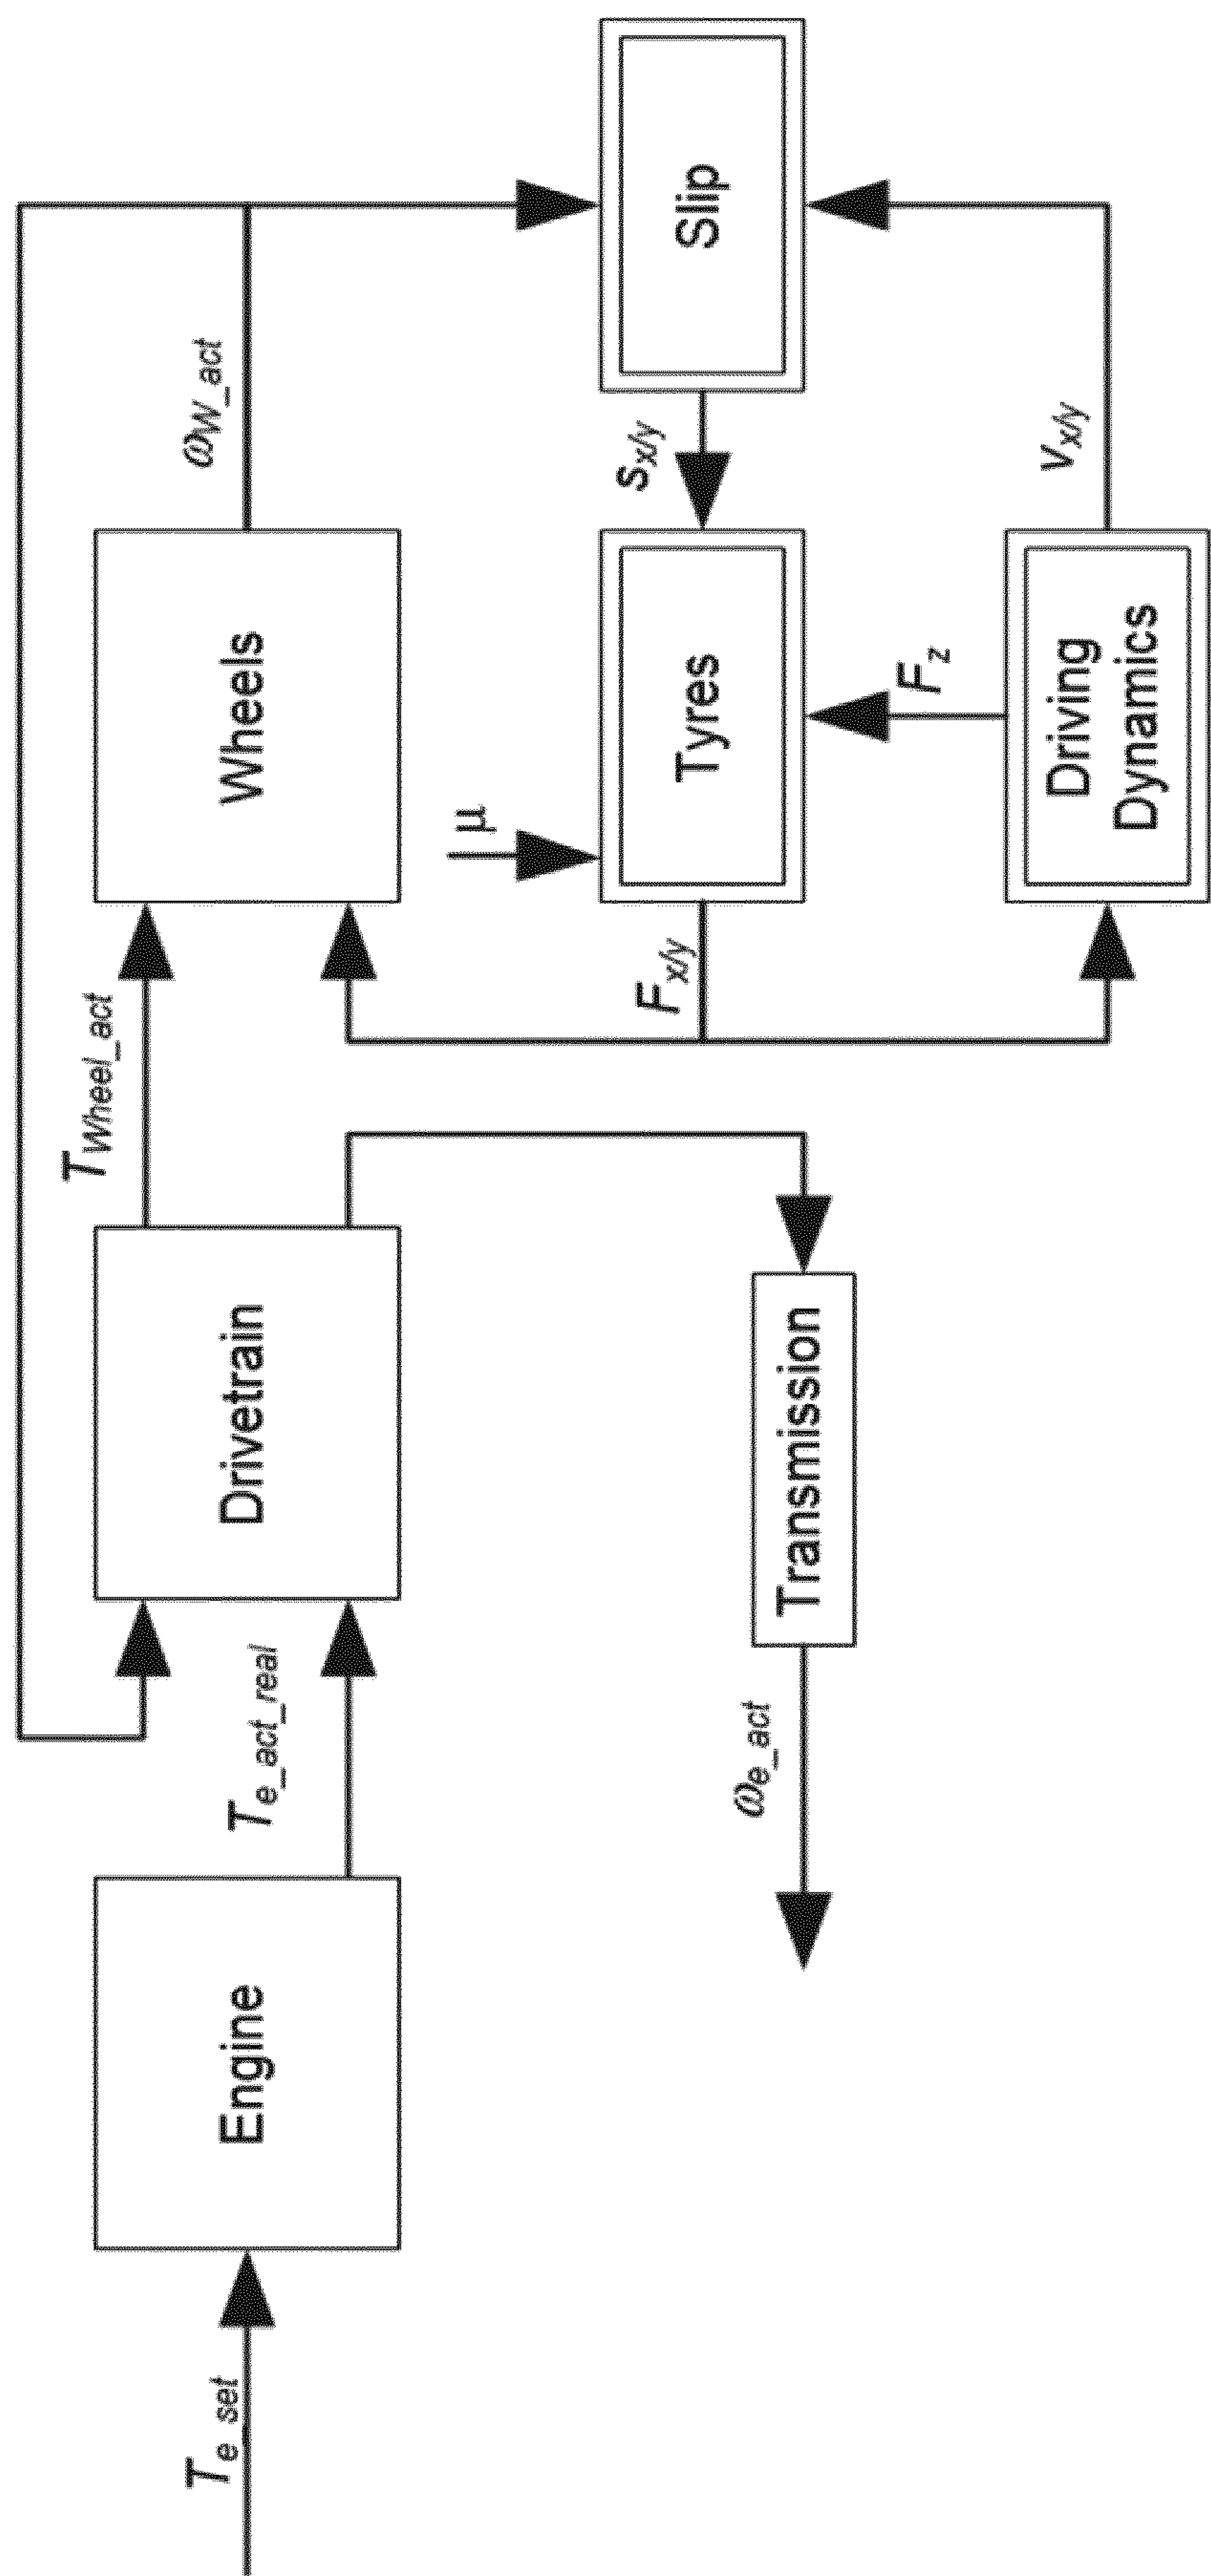 T_e_set
Engine
T_e_act_real
Drivetrain
T_Wheel_act
Wheels
ω_W_act
μ
F_x/y
Tyres
s_x/y
Slip
ω_e_act
Transmission
F_z
Driving
Dynamics
v_x/y